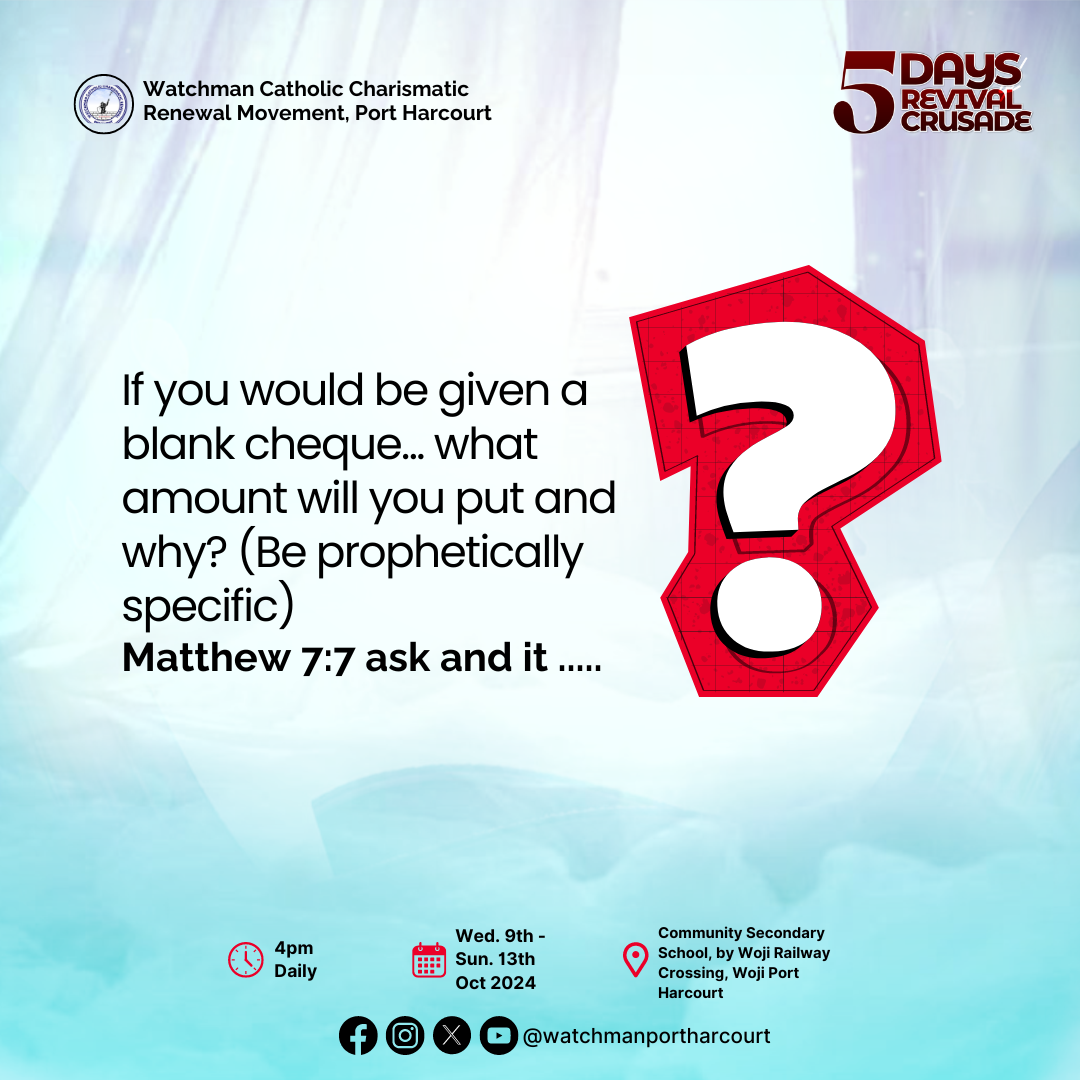 Watchman Catholic Charismatic
Renewal Movement, Port Harcourt
5 DAYS
REVIVAL
CRUSADE
If you would be given a
blank cheque... what
amount will you put and
why? (Be prophetically
specific)
Matthew 7:7 ask and it .....
?
4pm
Daily
Wed. 9th -
Sun. 13th
Oct 2024
Community Secondary
School, by Woji Railway
Crossing, Woji Port
Harcourt
@watchmanportharcourt